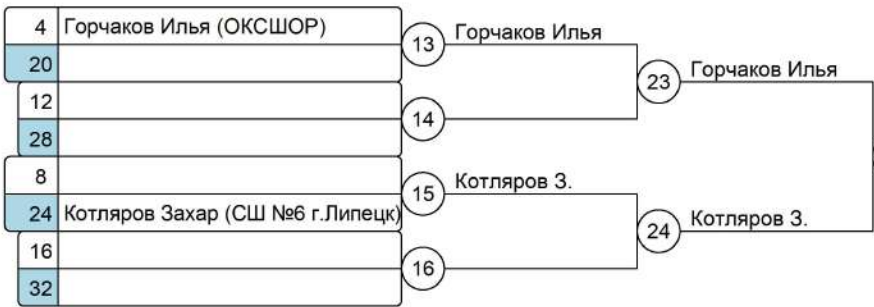 4 Горчаков Илья (ОКСШОР)
20
13 Горчаков Илья
12
28
14
23 Горчаков Илья
8
24 Котляров Захар (СШ №6 г.Липецк)
15 Котляров З.
16
32
16
24 Котляров З.